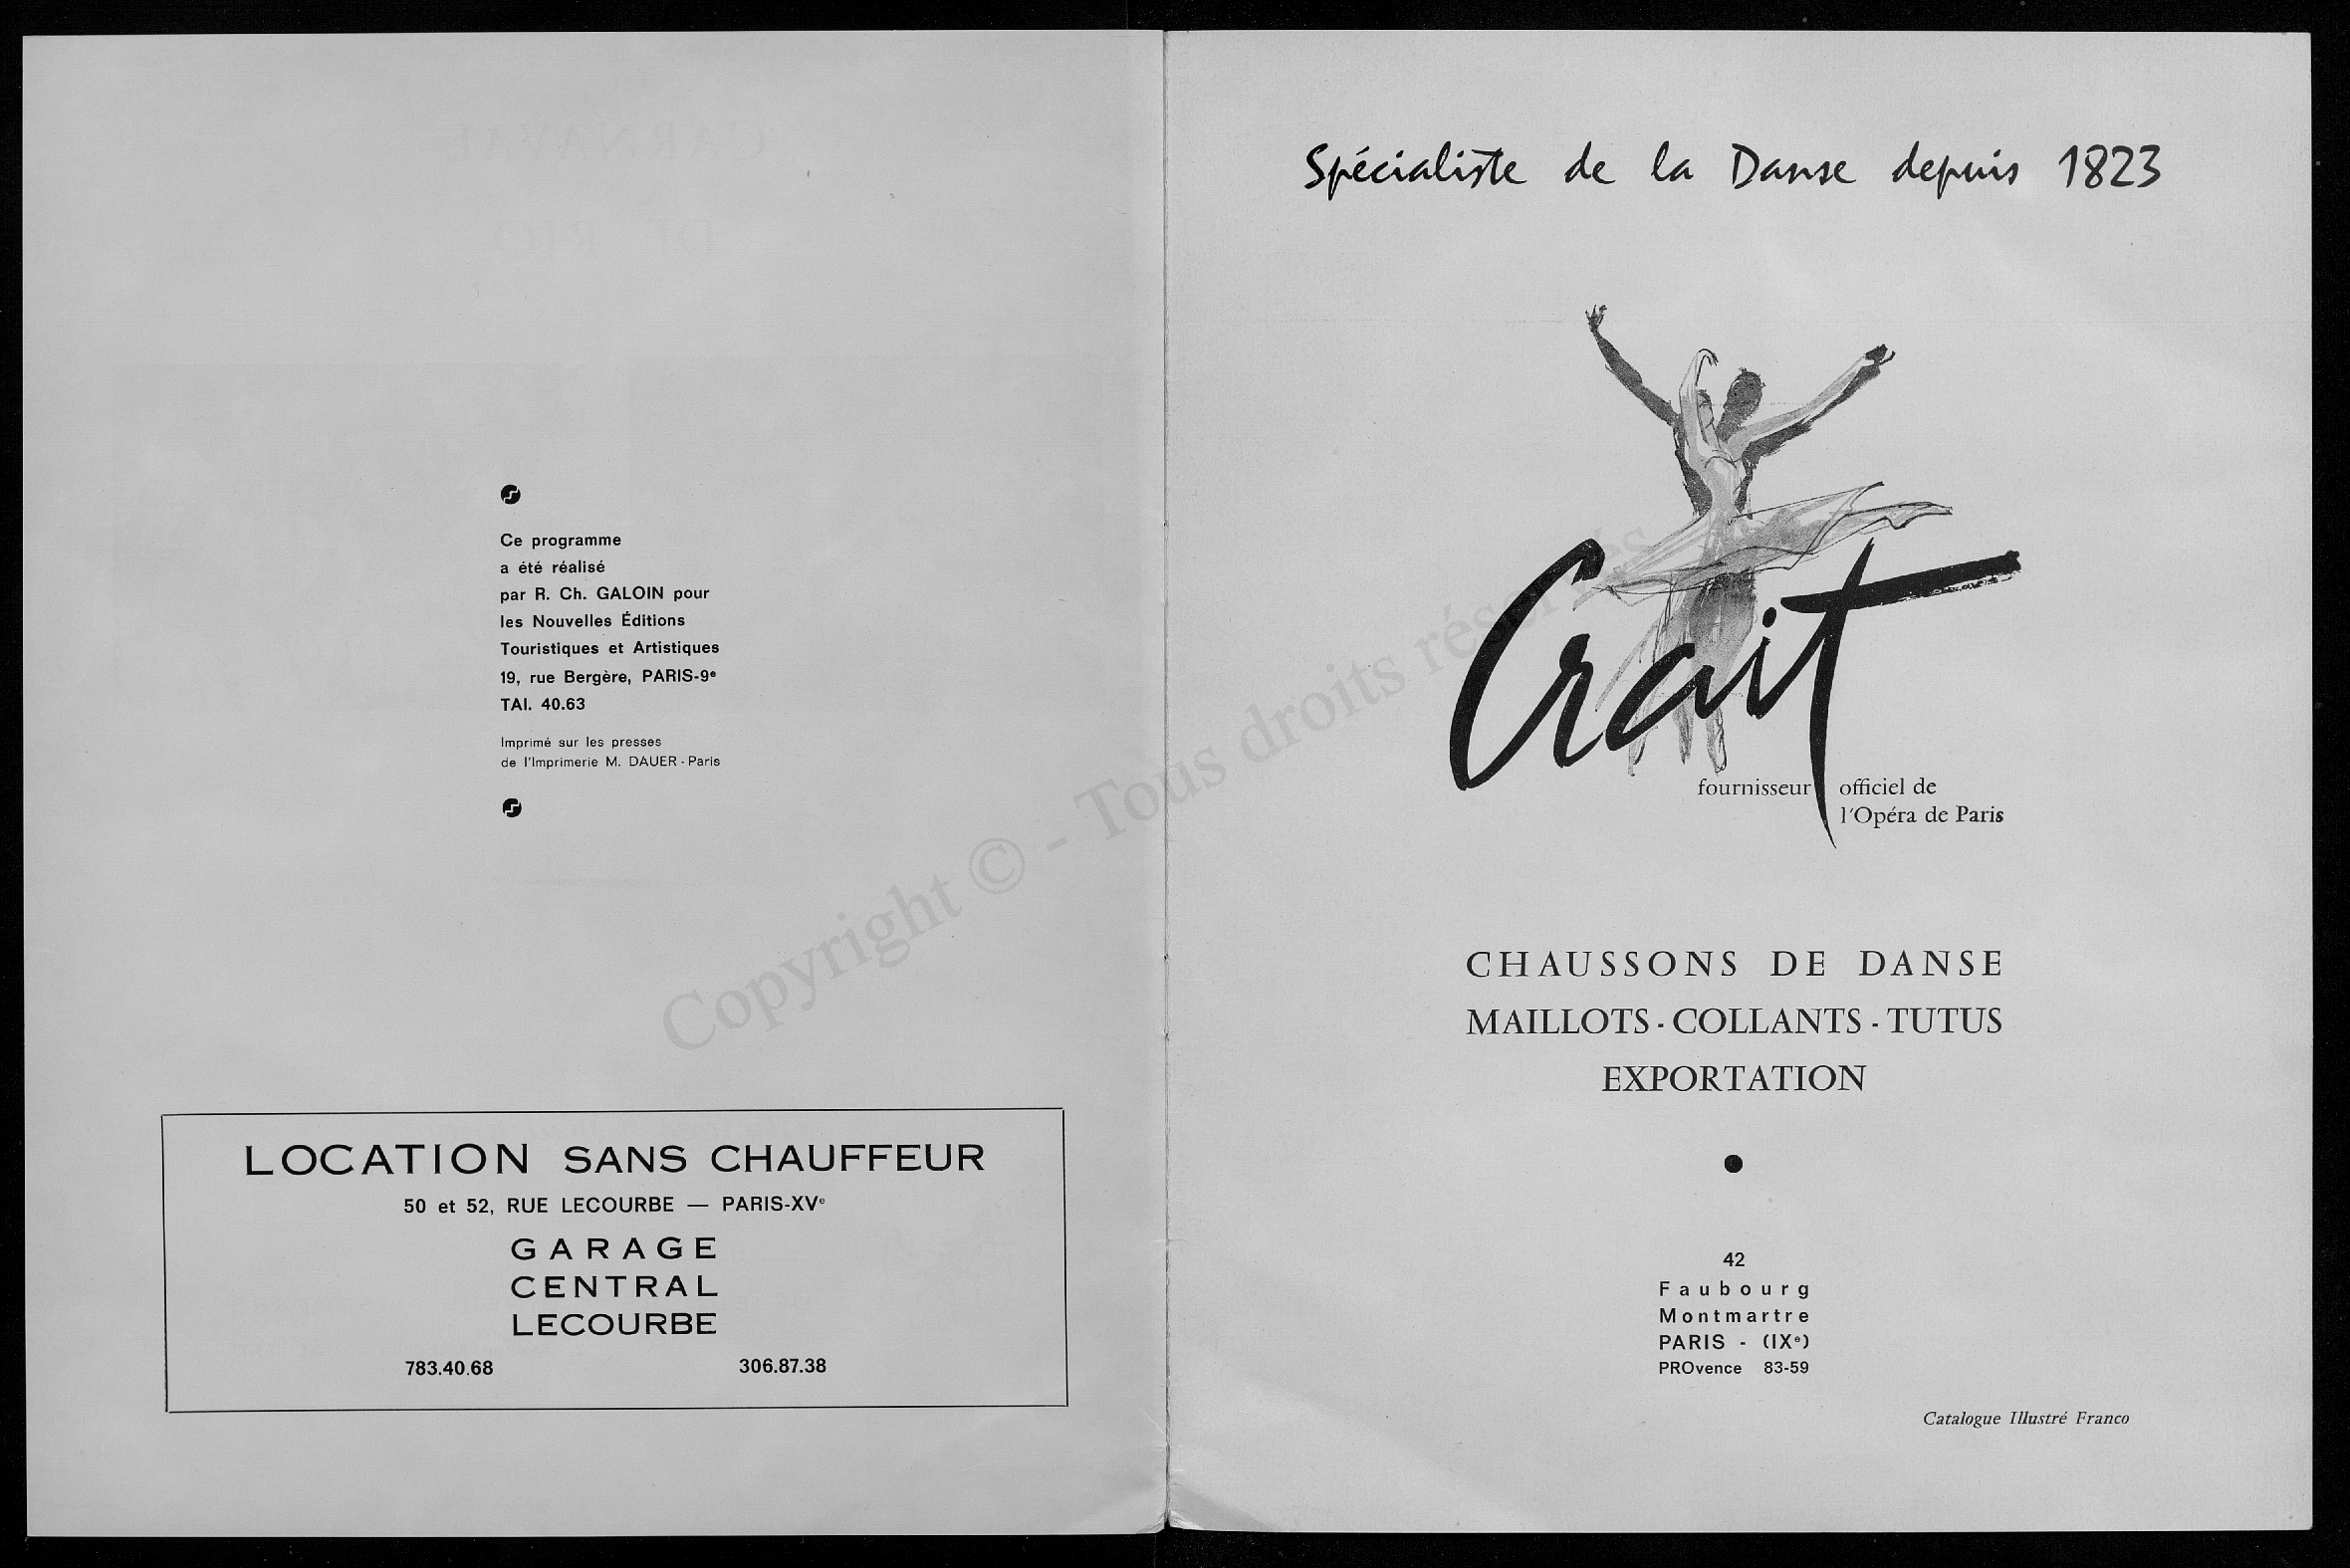 Ce programme
a été réalisé
par R. Ch. GALOIN pour
les Nouvelles Éditions
Touristiques et Artistiques
19, rue Bergère, PARIS-9e
TAI. 40.63
Imprimé sur les presses
de l'Imprimerie M. DAUER - Paris
LOCATION SANS CHAUFFEUR
50 et 52, RUE LECOURBE — PARIS-XVe
GARAGE
CENTRAL
LECOURBE
783.40.68 306.87.38
Spécialiste de la Danse depuis 1823
Crait
fournisseur officiel de
l'Opéra de Paris
CHAUSSONS DE DANSE
MAILLOTS - COLLANTS - TUTUS
EXPORTATION
42
Faubourg
Montmartre
PARIS - (IXe)
PROvence 83-59
Catalogue Illustré Franco
Copyright © - Tous droits réservés